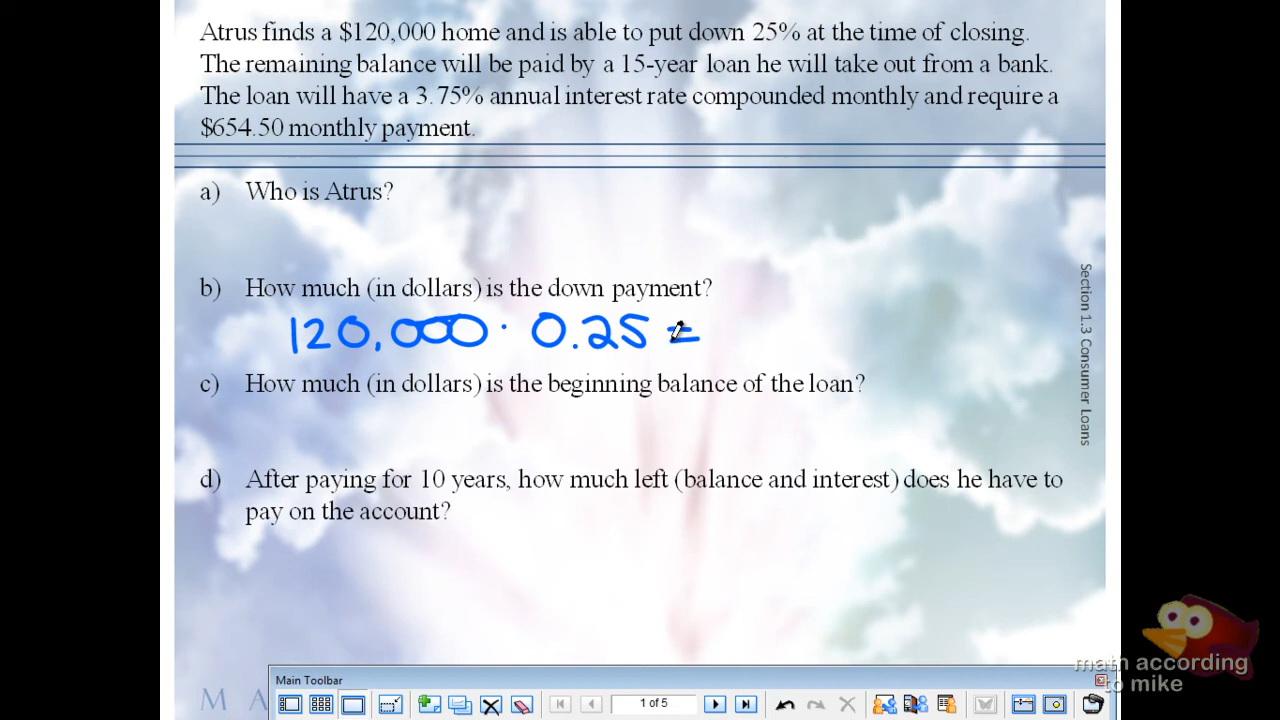 Atrus finds a $120,000 home and is able to put down 25% at the time of closing.
The remaining balance will be paid by a 15-year loan he will take out from a bank.
The loan will have a 3.75% annual interest rate compounded monthly and require a
$654.50 monthly payment.
a) Who is Atrus?
b) How much (in dollars) is the down payment?
120,000 · 0.25 =
c) How much (in dollars) is the beginning balance of the loan?
d) After paying for 10 years, how much left (balance and interest) does he have to
pay on the account?
Section 1.3 Consumer Loans
math according
to mike
Main Toolbar
M A
1 of 5